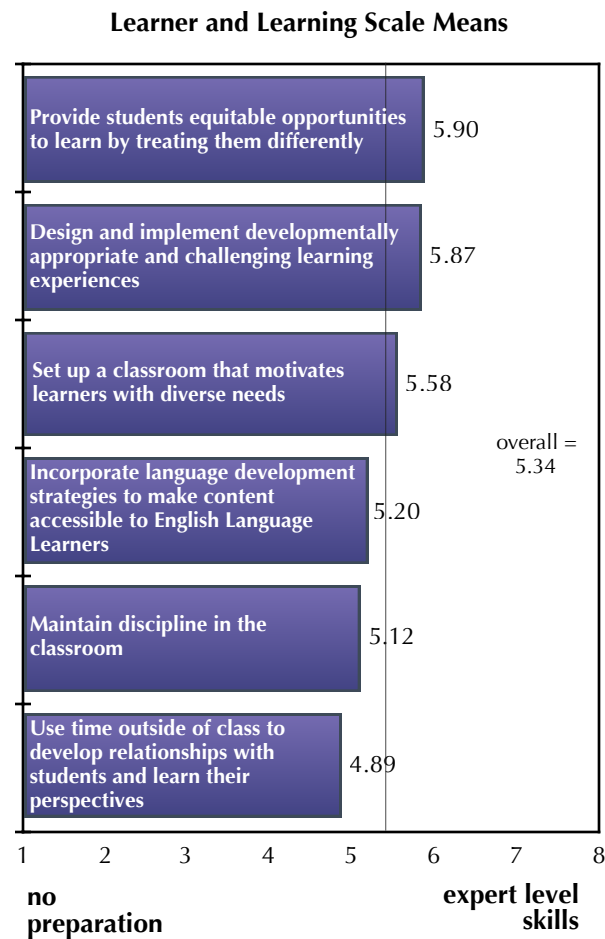 Learner and Learning Scale Means
Provide students equitable opportunities
to learn by treating them differently
5.90
Design and implement developmentally
appropriate and challenging learning
experiences
5.87
Set up a classroom that motivates
learners with diverse needs
5.58
overall =
5.34
Incorporate language development
strategies to make content
accessible to English Language
Learners
5.20
Maintain discipline in the
classroom
5.12
Use time outside of class to
develop relationships with
students and learn their
perspectives
4.89
1 2 3 4 5 6 7 8
no
preparation
expert level
skills